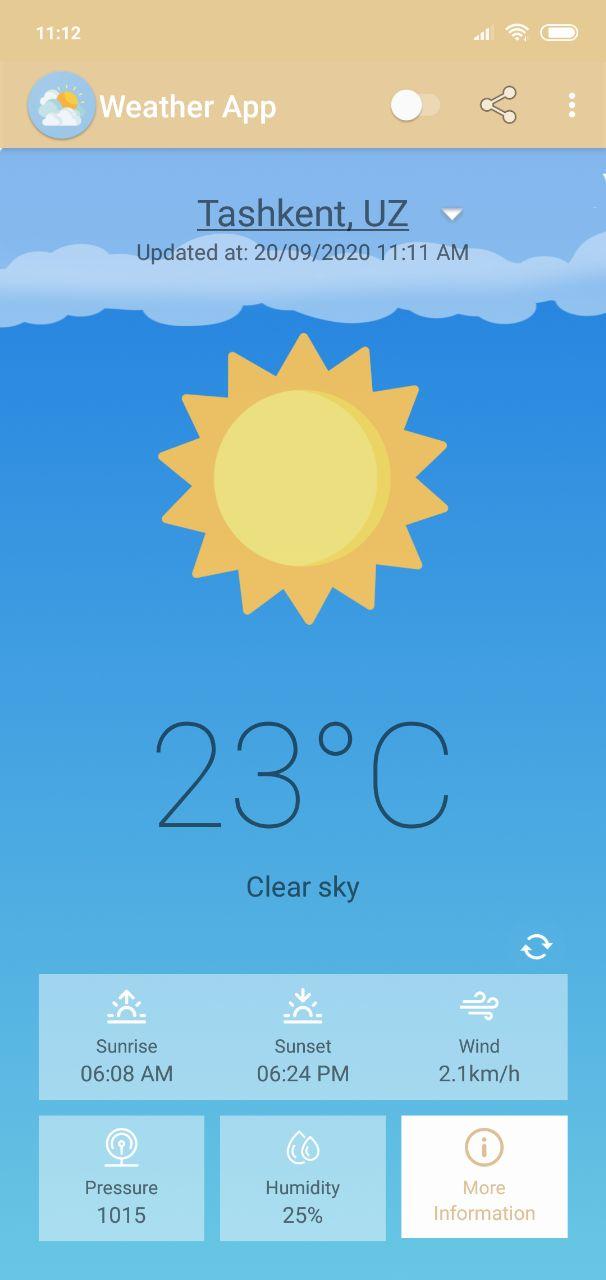 11:12
Weather App
Tashkent, UZ
Updated at: 20/09/2020 11:11 AM
23°C
Clear sky
Sunrise Sunset Wind
06:08 AM 06:24 PM 2.1km/h
Pressure Humidity More
1015 25% Information